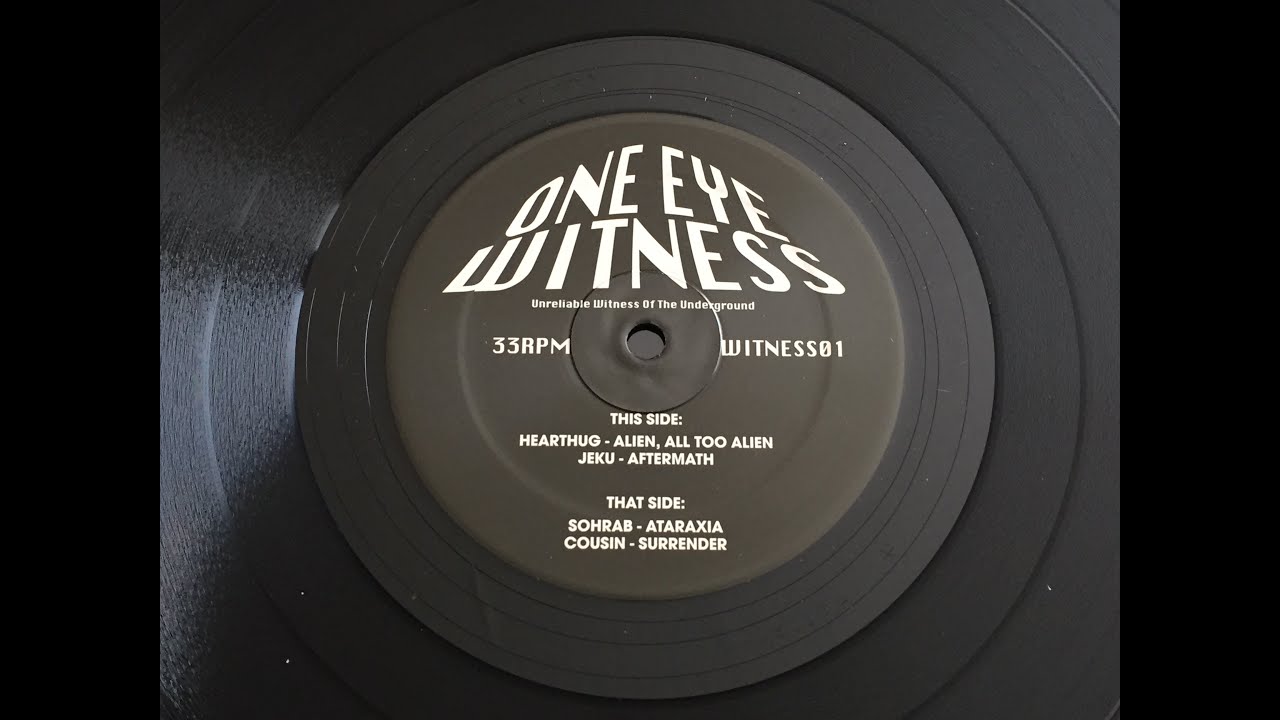 ONE EYE
WITNESS
Unreliable Witness Of The Underground
33RPM WITNESS01
THIS SIDE:
HEARTHUG - ALIEN, ALL TOO ALIEN
JEKU - AFTERMATH
THAT SIDE:
SOHRAB - ATARAXIA
COUSIN - SURRENDER